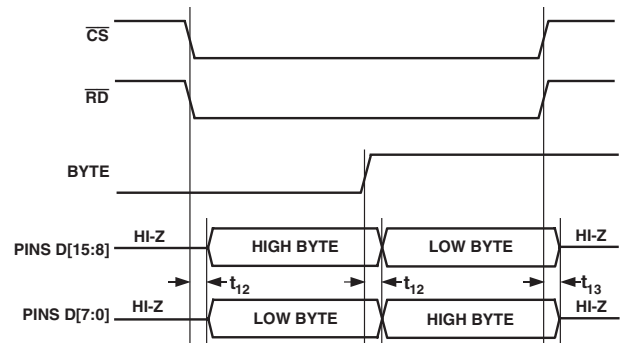 CS
RD
BYTE
PINS D[15:8]
HI-Z
HIGH BYTE
LOW BYTE
HI-Z
t12
t12
t13
PINS D[7:0]
HI-Z
LOW BYTE
HIGH BYTE
HI-Z